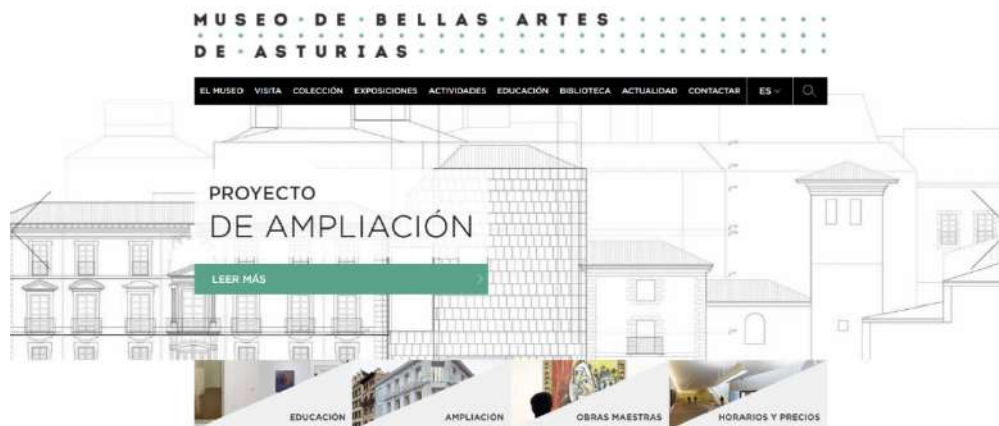 MUSEO DE BELLAS ARTES
DE ASTURIAS
EL MUSEO VISITA COLECCIÓN EXPOSICIONES ACTIVIDADES EDUCACIÓN BIBLIOTECA ACTUALIDAD CONTACTAR ES
PROYECTO
DE AMPLIACIÓN
LEER MÁS
EDUCACIÓN AMPLIACIÓN OBRAS MAESTRAS HORARIOS Y PRECIOS